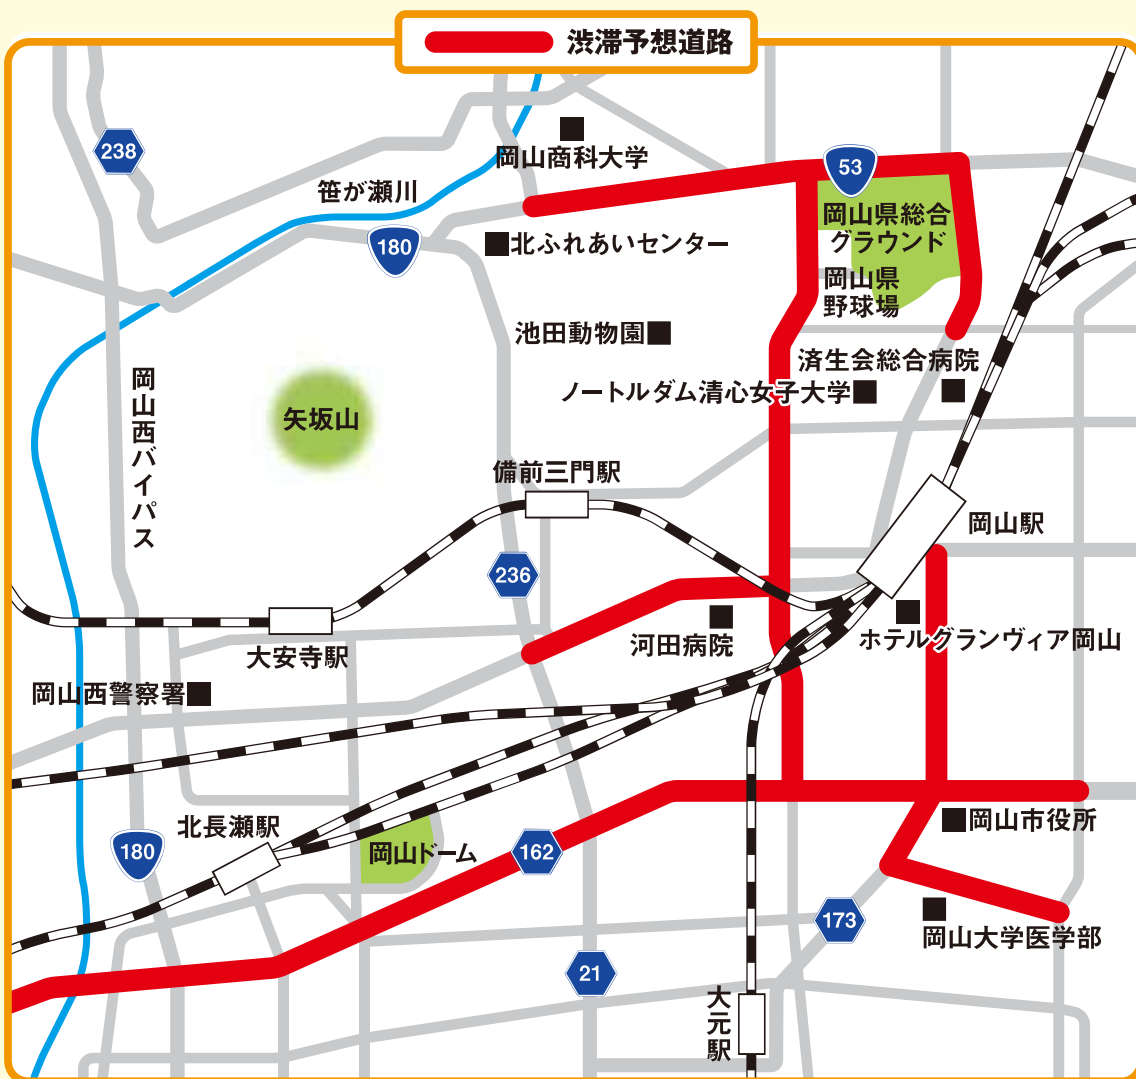 渋滞予想道路
53
238
岡山商科大学
笹が瀬川
岡山県総合
グラウンド
180
北ふれあいセンター
岡山県
野球場
池田動物園
済生会総合病院
岡山西バイパス
ノートルダム清心女子大学
矢坂山
備前三門駅
岡山駅
236
河田病院
ホテルグランヴィア岡山
大安寺駅
岡山西警察署
北長瀬駅
岡山市役所
180
岡山ドーム
162
173
岡山大学医学部
21
大元駅